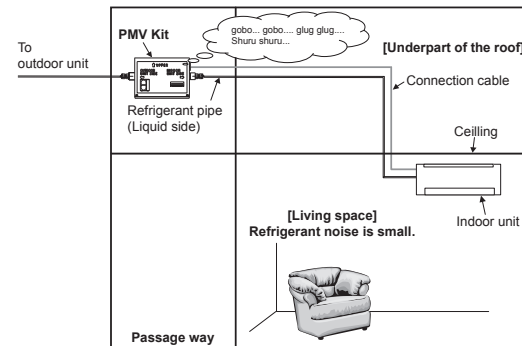 gobo... gobo.... glug glug....
Shuru shuru...
PMV Kit
[Underpart of the roof]
To
outdoor unit
Connection cable
Refrigerant pipe
(Liquid side)
Ceilling
Indoor unit
[Living space]
Refrigerant noise is small.
Passage way